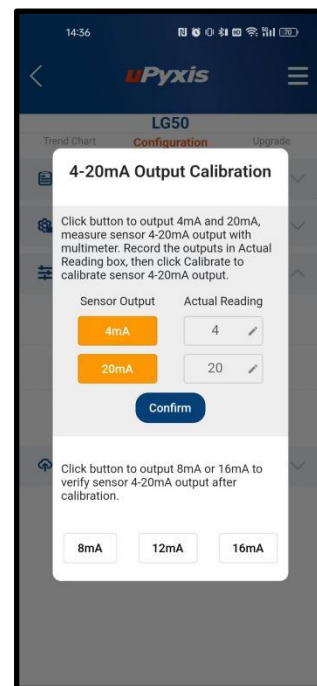 14:36
70
uPyxis
LG50
Trend Chart Configuration Upgrade
4-20mA Output Calibration
Click button to output 4mA and 20mA,
measure sensor 4-20mA output with
multimeter. Record the outputs in Actual
Reading box, then click Calibrate to
calibrate sensor 4-20mA output.
Sensor Output Actual Reading
4mA 4
20mA 20
Confirm
Click button to output 8mA or 16mA to
verify sensor 4-20mA output after
calibration.
8mA 12mA 16mA